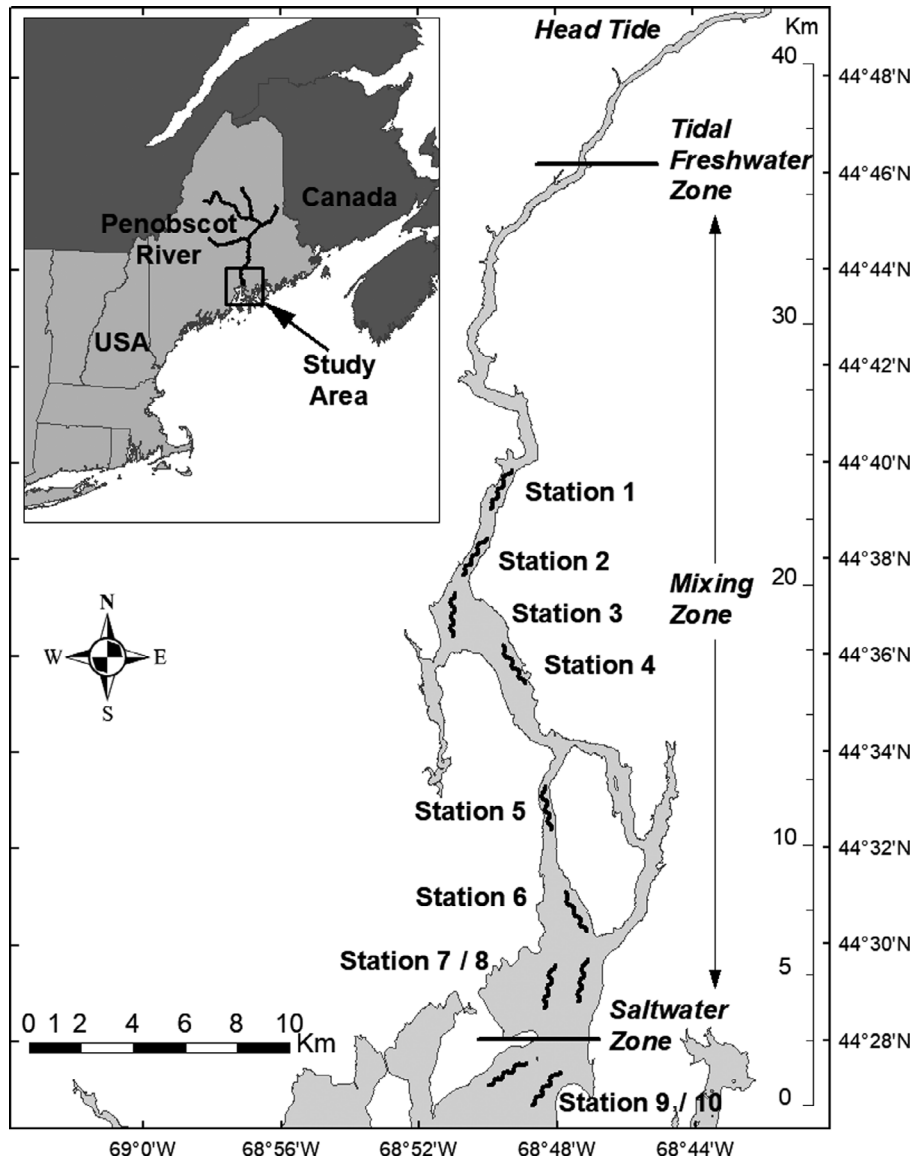 Head Tide
Km
40
44°48'N
Tidal
Freshwater
Zone
44°46'N
Canada
Penobscot
River
44°44'N
30
USA
Study
Area
44°42'N
44°40'N
Station 1
Station 2
44°38'N
20
Mixing
Zone
Station 3
N
W
E
S
Station 4
44°36'N
44°34'N
Station 5
10
44°32'N
Station 6
44°30'N
Station 7 / 8
5
Saltwater
Zone
0 1 2 4 6 8 10
Km
44°28'N
Station 9 / 10
0
69°0'W 68°56'W 68°52'W 68°48'W 68°44'W